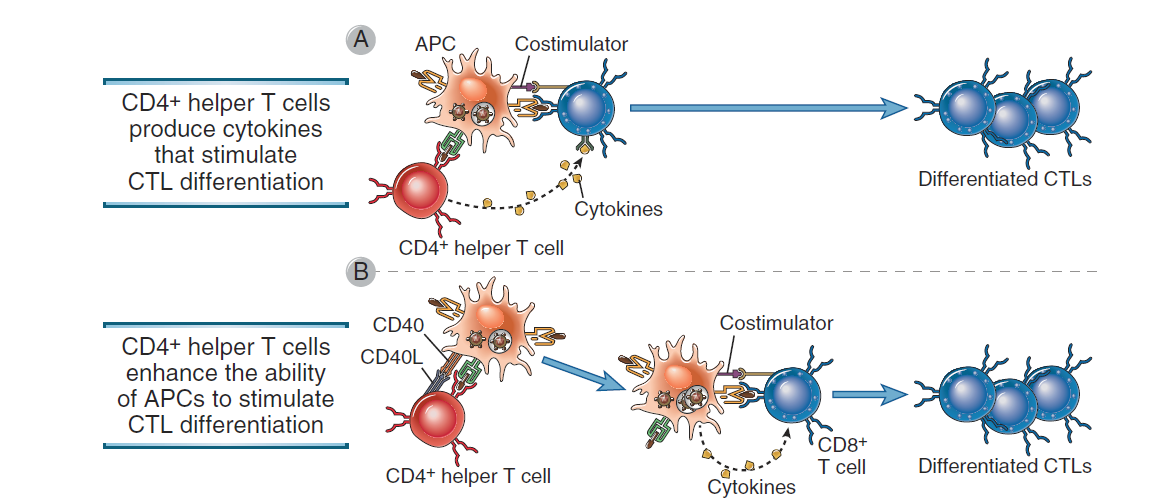 A
APC
Costimulator
CD4+ helper T cells
produce cytokines
that stimulate
CTL differentiation
Differentiated CTLs
Cytokines
CD4+ helper T cell
B
CD40
CD40L
Costimulator
CD4+ helper T cells
enhance the ability
of APCs to stimulate
CTL differentiation
CD8+
T cell
CD4+ helper T cell
Differentiated CTLs
Cytokines